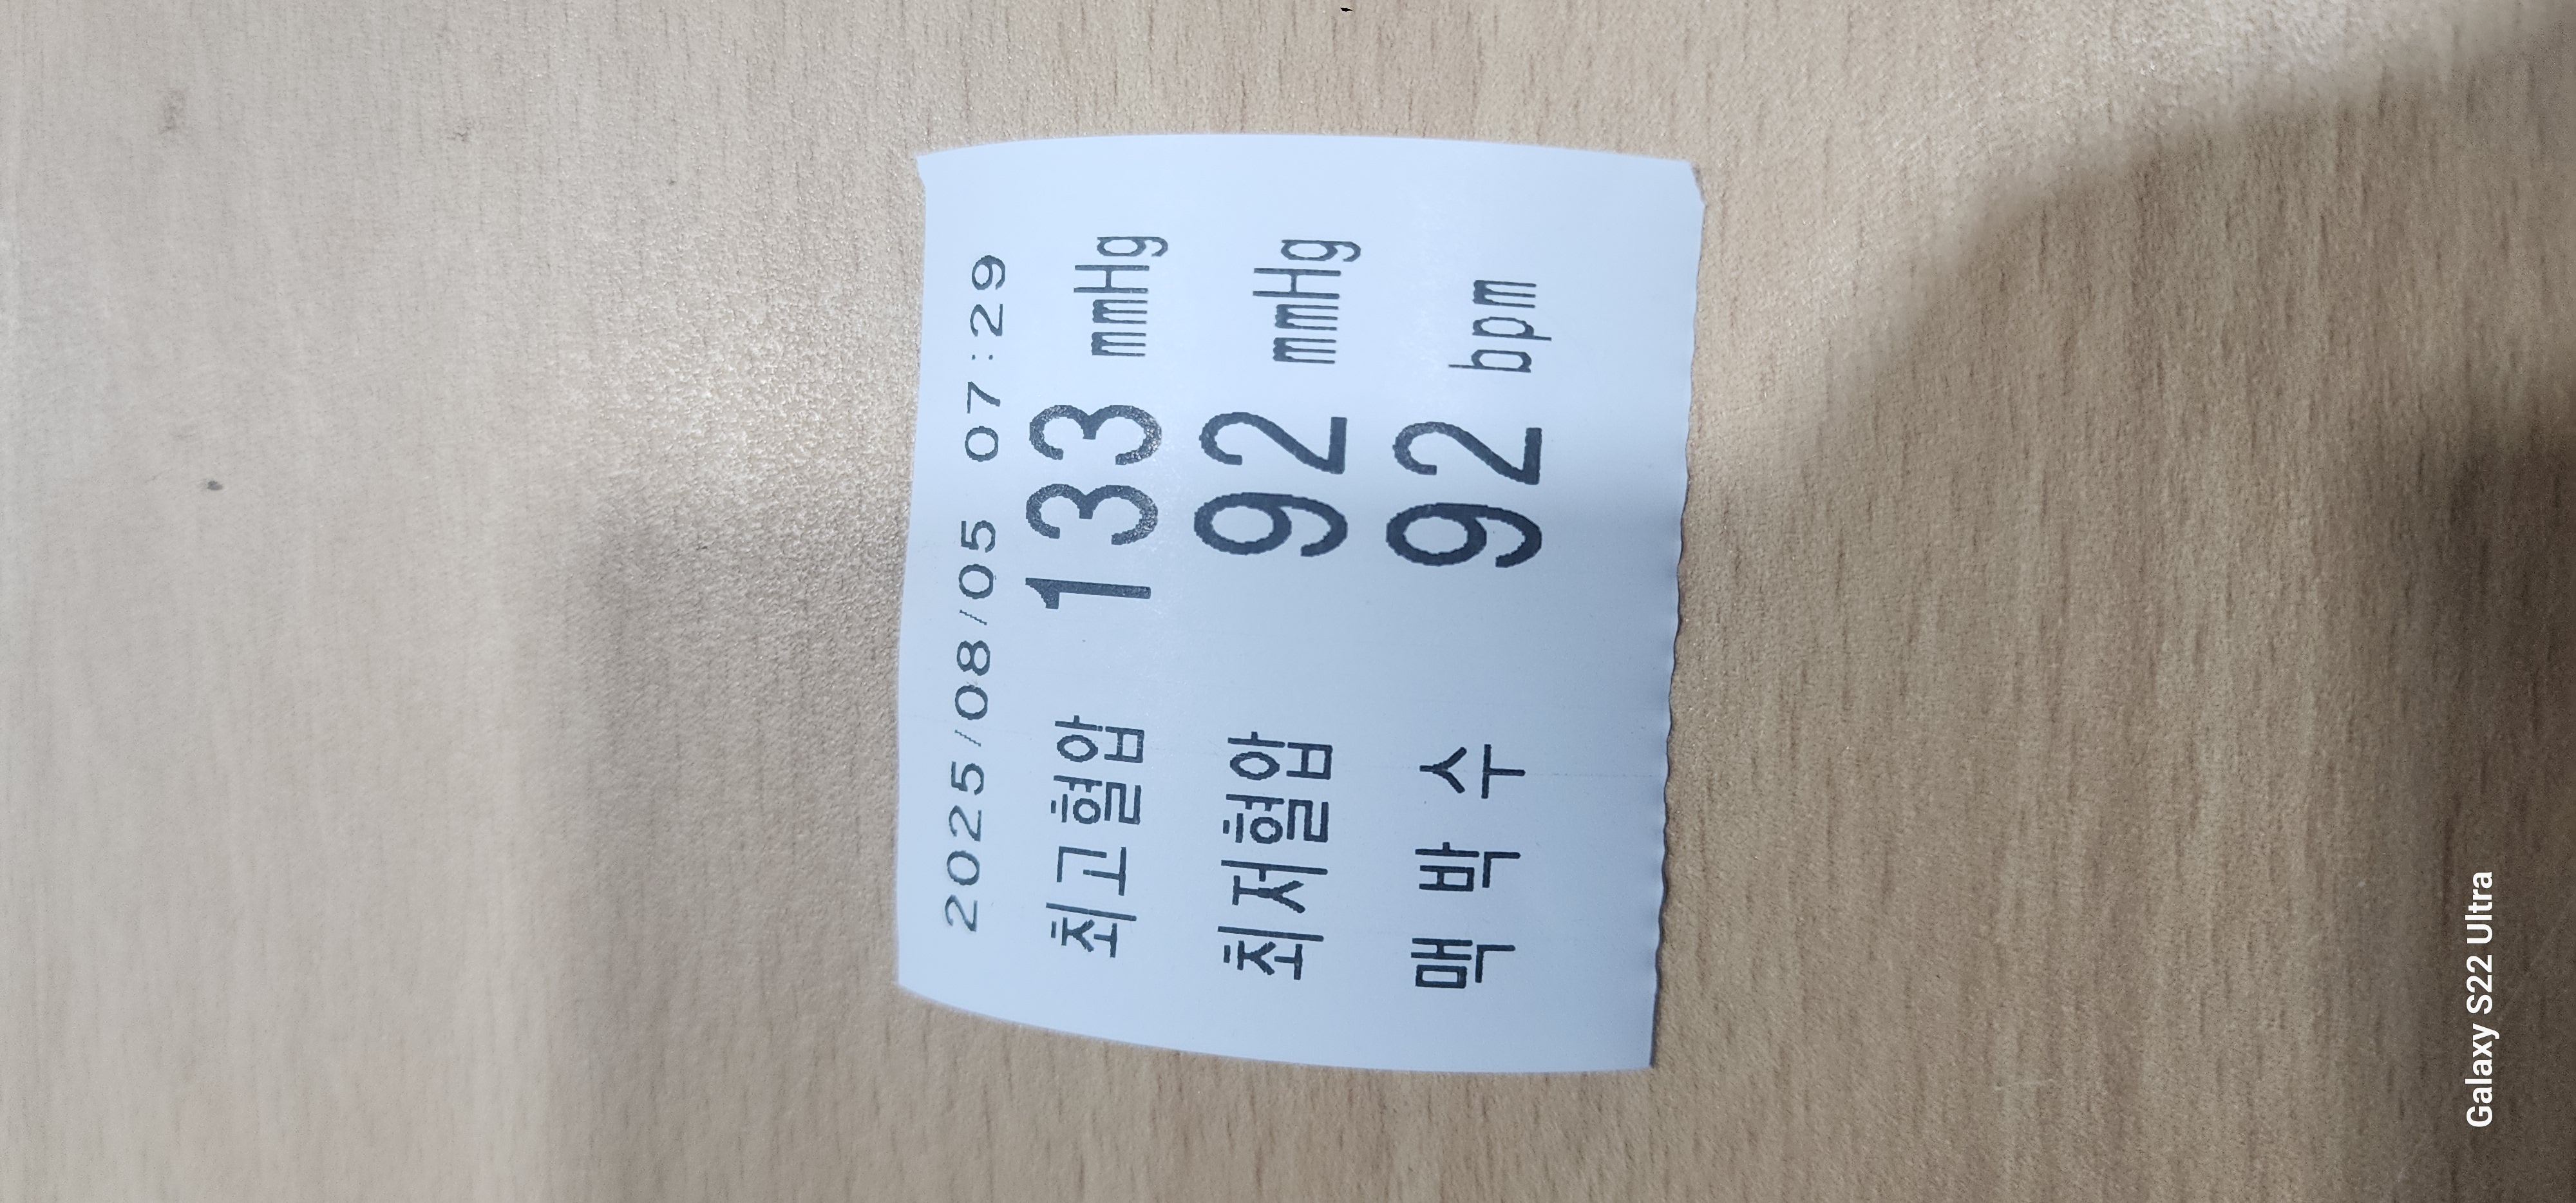 2025/08/05 07:29
최고혈압 133 mmHg
최저혈압 92 mmHg
맥 박 수 92 bpm
Galaxy S22 Ultra